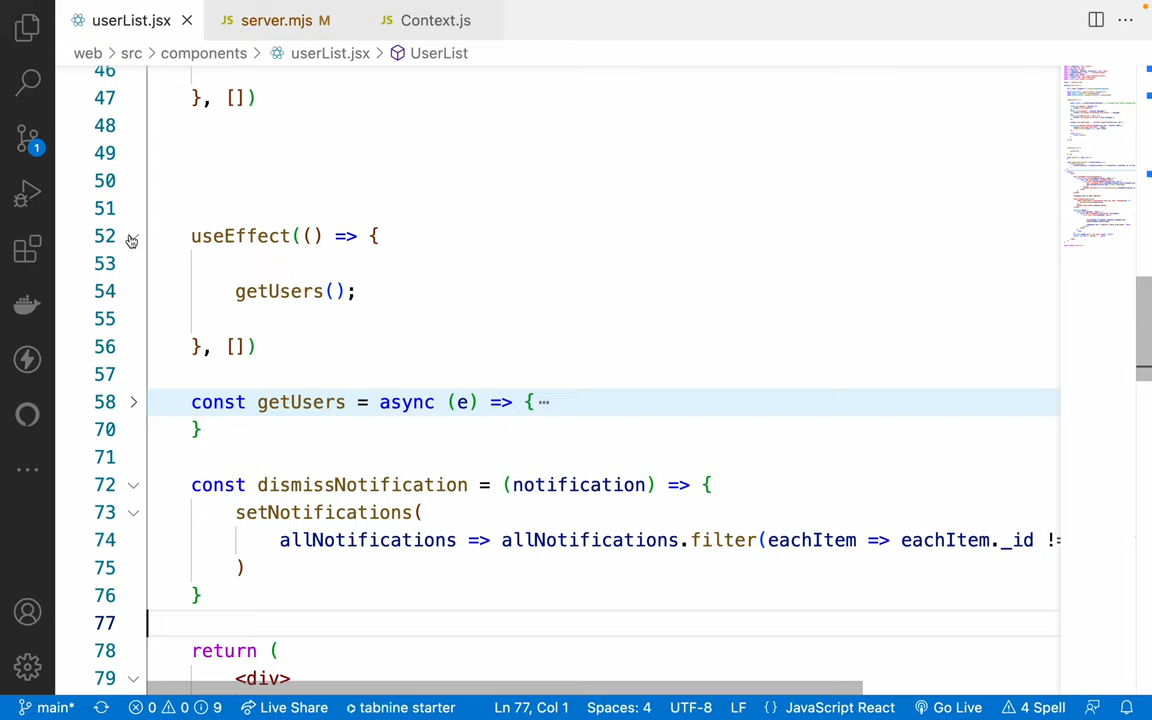 userList.jsx
JS server.mjs M
JS Context.js
web > src > components > userList.jsx > UserList
46
47 }, [])
48
49
50
51
52 useEffect(() => {
53
54 getUsers();
55
56 }, [])
57
58 const getUsers = async (e) => {⋯
70 }
71
72 const dismissNotification = (notification) => {
73 setNotifications(
74 allNotifications => allNotifications.filter(eachItem => eachItem._id !=
75 )
76 }
77
78 return (
79 <div>
1
main* 0 0 9 Live Share tabnine starter Ln 77, Col 1 Spaces: 4 UTF-8 LF {} JavaScript React Go Live 4 Spell